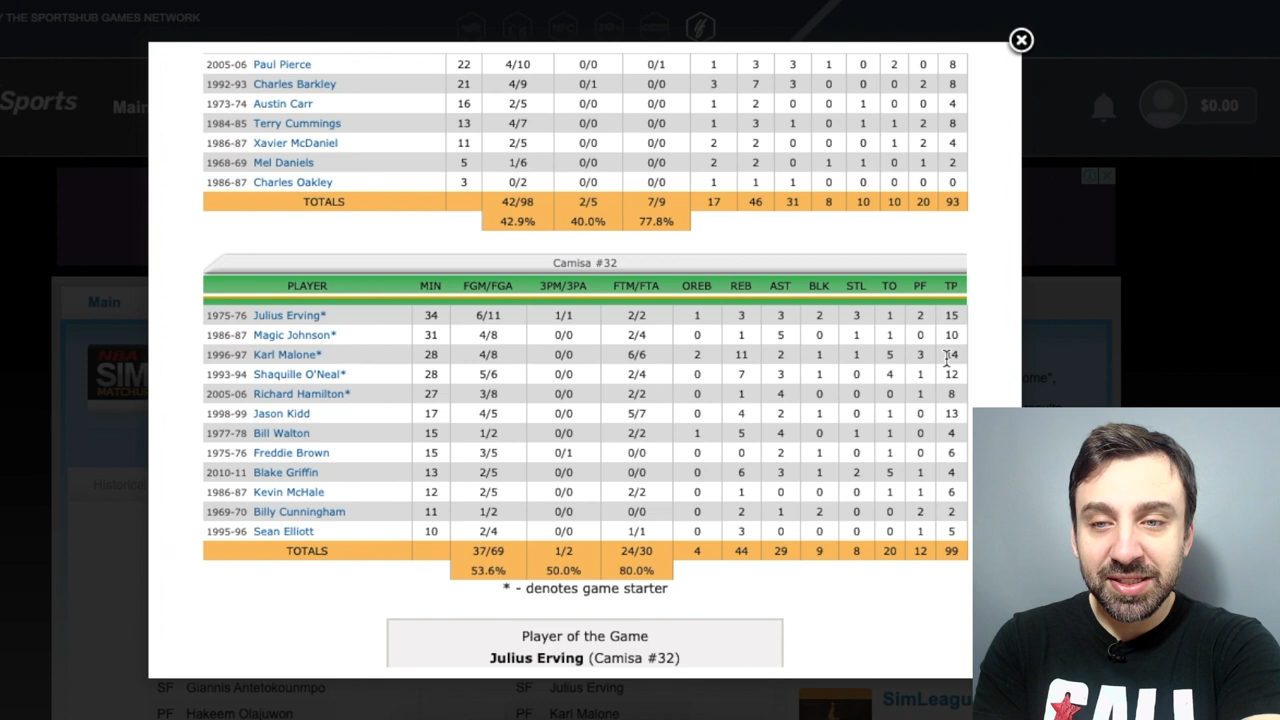 THE SPORTSHUB GAMES NETWORK
Sports Main $0.00
2005-06 Paul Pierce 22 4/10 0/0 0/1 1 3 3 1 0 2 0 8
1992-93 Charles Barkley 21 4/9 0/1 0/0 3 7 3 0 0 0 2 8
1973-74 Austin Carr 16 2/5 0/0 0/0 1 2 0 0 1 0 0 4
1984-85 Terry Cummings 13 4/7 0/0 0/0 1 3 1 0 1 1 2 8
1986-87 Xavier McDaniel 11 2/5 0/0 0/0 2 2 0 0 0 1 2 4
1968-69 Mel Daniels 5 1/6 0/0 0/0 2 2 0 1 1 0 1 2
1986-87 Charles Oakley 3 0/2 0/0 0/0 1 1 1 0 0 0 0 0
TOTALS 42/98 2/5 7/9 17 46 31 8 10 10 20 93
42.9% 40.0% 77.8%
Camisa #32
PLAYER MIN FGM/FGA 3PM/3PA FTM/FTA OREB REB AST BLK STL TO PF TP
1975-76 Julius Erving* 34 6/11 1/1 2/2 1 3 3 2 3 1 2 15
1986-87 Magic Johnson* 31 4/8 0/0 2/4 0 1 5 0 1 1 0 10
1996-97 Karl Malone* 28 4/8 0/0 6/6 2 11 2 1 1 5 3 14
1993-94 Shaquille O'Neal* 28 5/6 0/0 2/4 0 7 3 1 0 4 1 12
2005-06 Richard Hamilton* 27 3/8 0/0 2/2 0 1 4 0 0 0 1 8
1998-99 Jason Kidd 17 4/5 0/0 5/7 0 4 2 1 0 1 0 13
1977-78 Bill Walton 15 1/2 0/0 2/2 1 5 4 0 1 1 0 4
1975-76 Freddie Brown 15 3/5 0/1 0/0 0 0 2 1 0 1 0 6
2010-11 Blake Griffin 13 2/5 0/0 0/0 0 6 3 1 2 5 1 4
1986-87 Kevin McHale 12 2/5 0/0 2/2 0 1 0 0 0 1 1 6
1969-70 Billy Cunningham 11 1/2 0/0 0/0 0 2 1 2 0 0 2 2
1995-96 Sean Elliott 10 2/4 0/0 1/1 0 3 0 0 0 0 1 5
TOTALS 37/69 1/2 24/30 4 44 29 9 8 20 12 99
53.6% 50.0% 80.0%
* - denotes game starter
Player of the Game
Julius Erving (Camisa #32)
Main
NBA
SIM
MATCHU
Historic
ome",
SF Giannis Antetokounmpo SF Julius Erving
PF Hakeem Olajuwon PF Karl Malone
SimLeagu
CALI